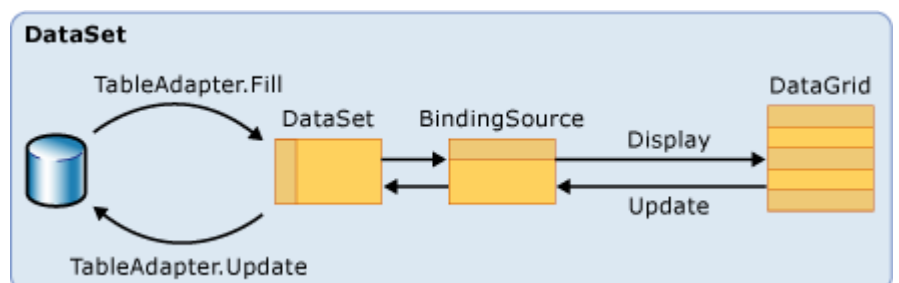 DataSet
TableAdapter.Fill
DataGrid
DataSet
BindingSource
Display
Update
TableAdapter.Update